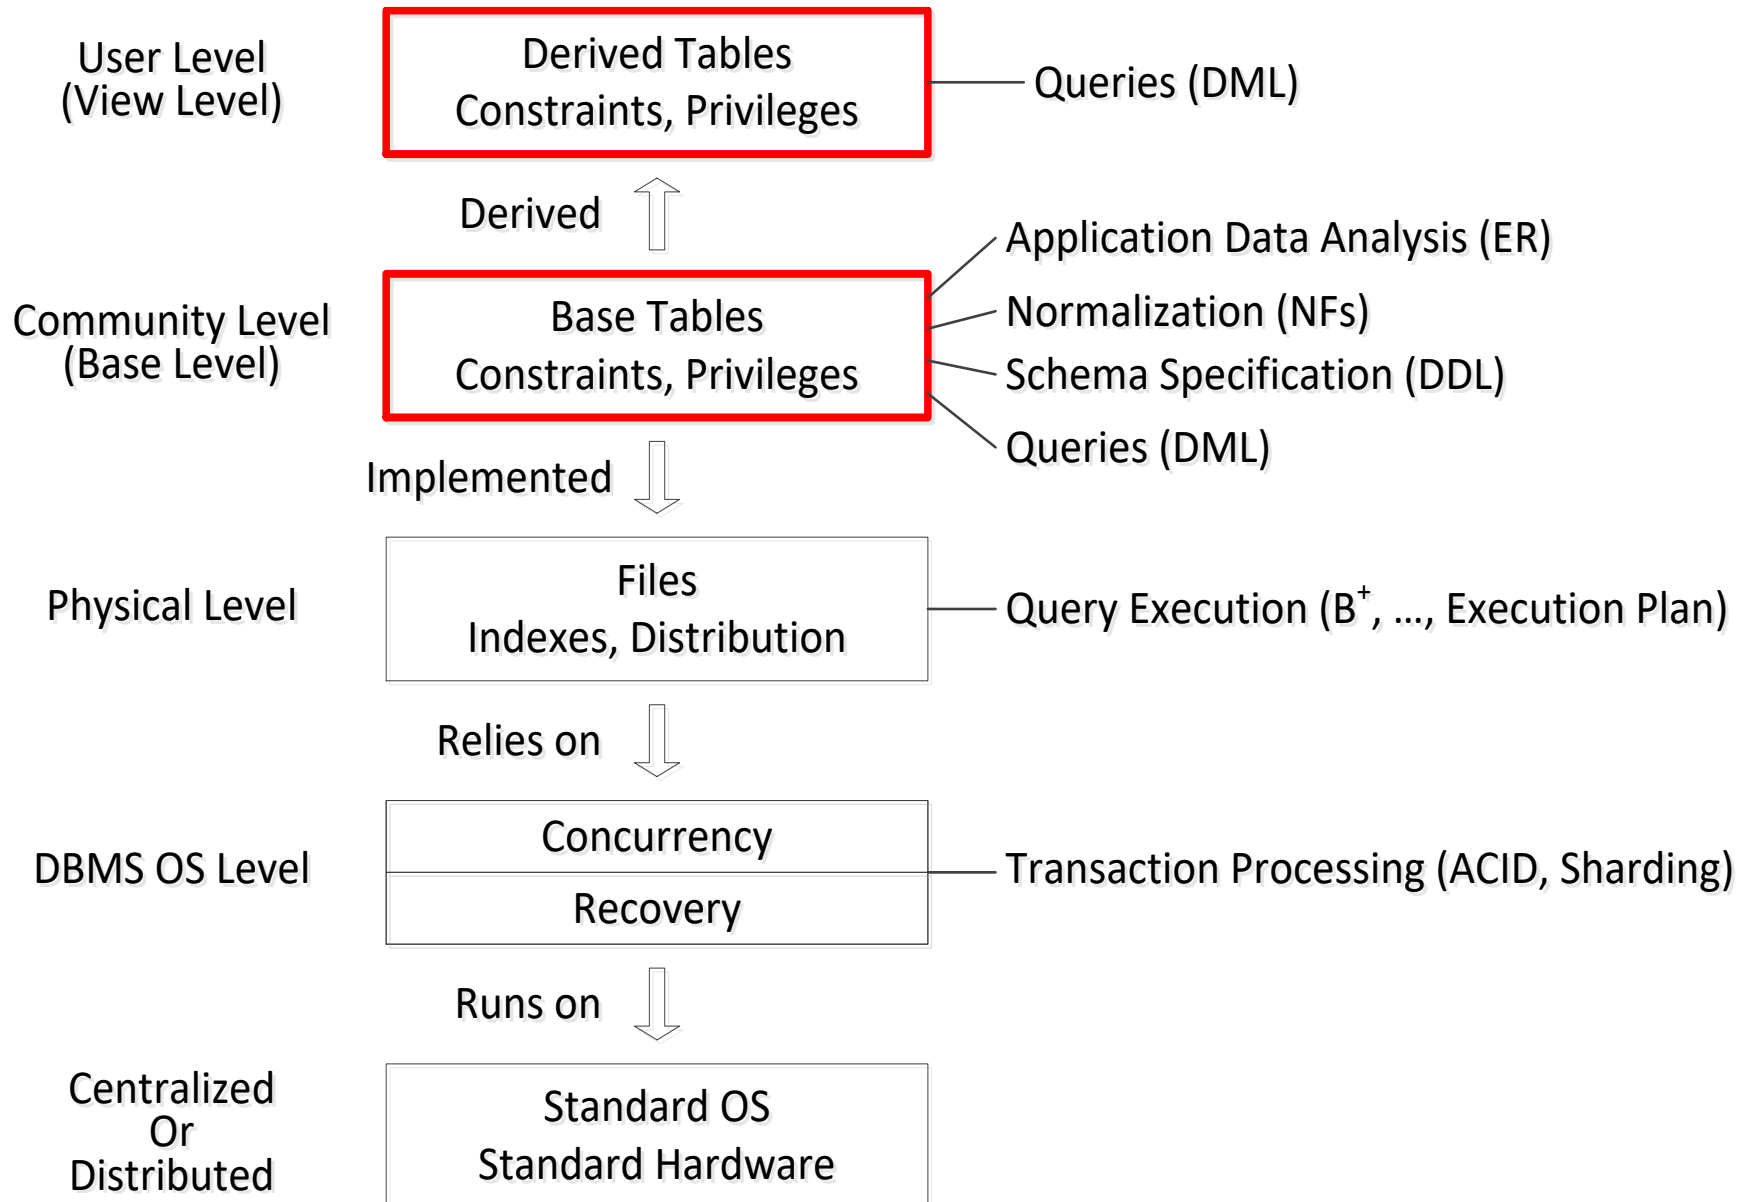 User Level
(View Level)
Derived Tables
Constraints, Privileges
Queries (DML)
Derived
Community Level
(Base Level)
Base Tables
Constraints, Privileges
Application Data Analysis (ER)
Normalization (NFs)
Schema Specification (DDL)
Queries (DML)
Implemented
Physical Level
Files
Indexes, Distribution
Query Execution (B⁺, ..., Execution Plan)
Relies on
DBMS OS Level
Concurrency
Recovery
Transaction Processing (ACID, Sharding)
Runs on
Centralized
Or
Distributed
Standard OS
Standard Hardware